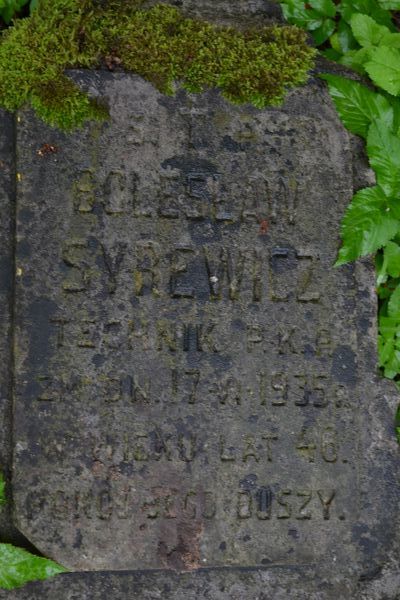 BOLESŁAW
SYREWICZ
TECHNIK P.K.P.
ZM. DN. 17-VI-1935 R.
W WIEKU LAT 46.
POKÓJ JEGO DUSZY.